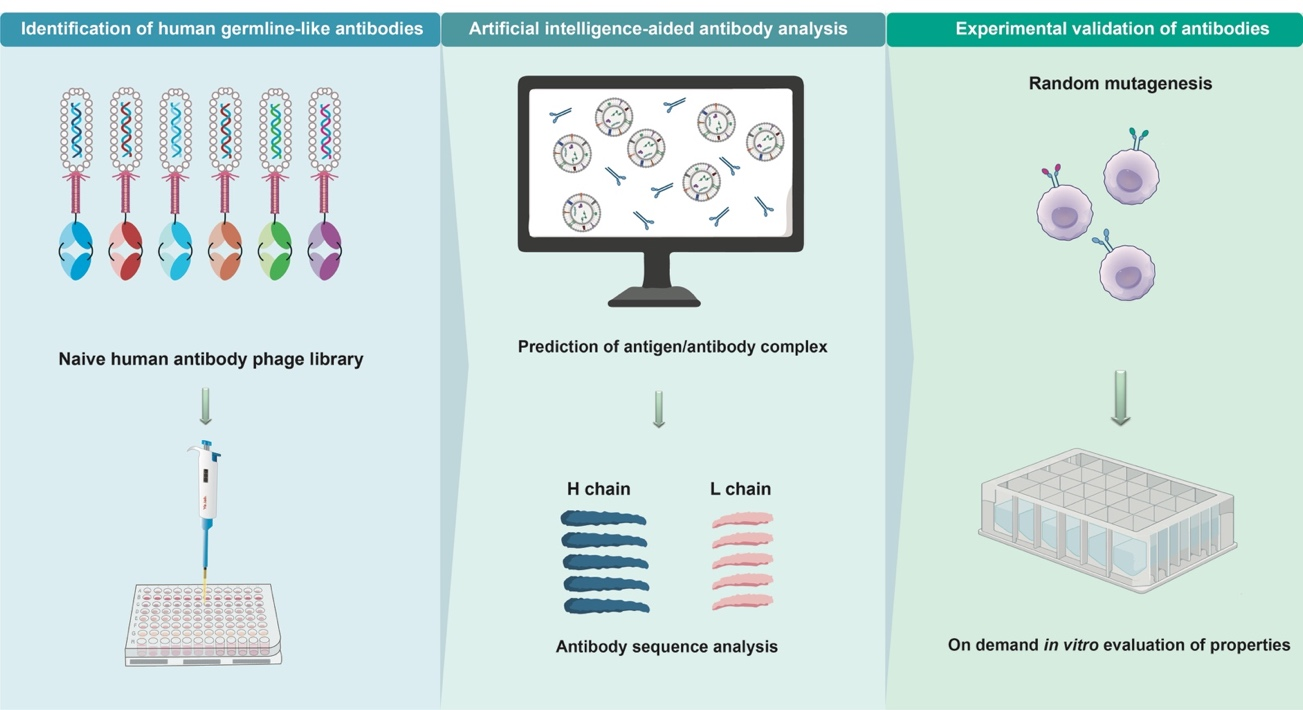 Identification of human germline-like antibodies
Artificial intelligence-aided antibody analysis
Experimental validation of antibodies
Naive human antibody phage library
Prediction of antigen/antibody complex
H chain
L chain
Antibody sequence analysis
Random mutagenesis
On demand in vitro evaluation of properties